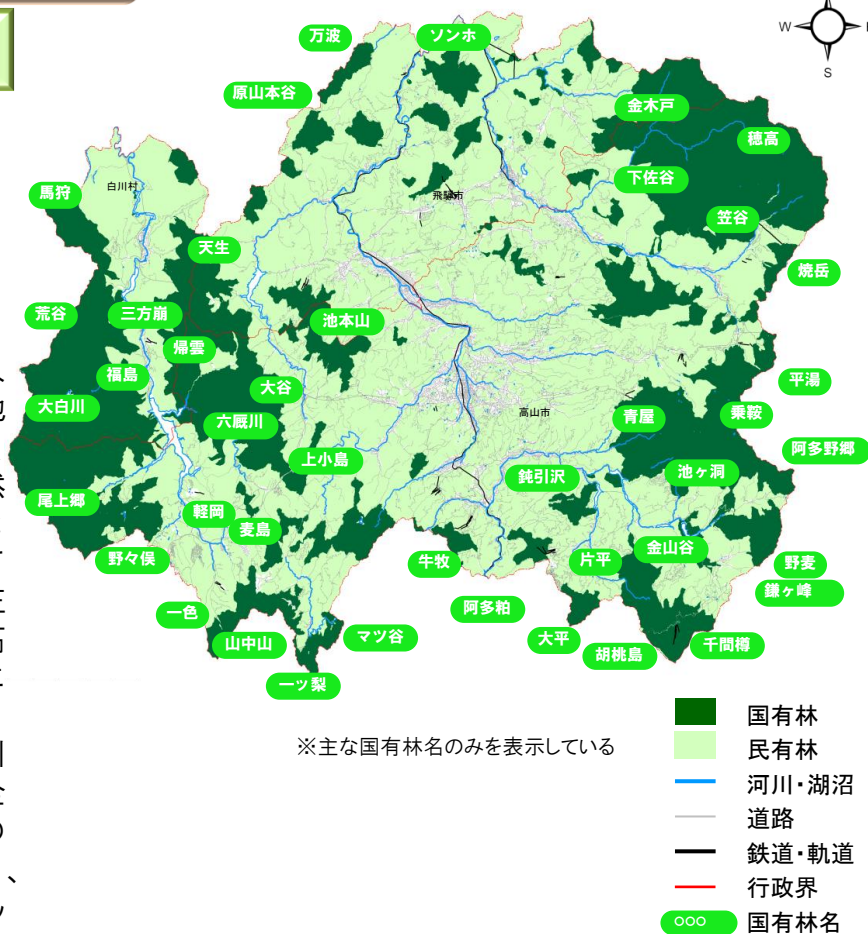 W
S
万波
ソンホ
原山本谷
金木戸
穂高
馬狩
白川村
下佐谷
飛騨市
笠谷
天生
焼岳
荒谷
三方崩
池本山
帰雲
福島
大谷
平湯
大白川
六厩川
高山市
青屋
乗鞍
上小島
阿多野郷
鈍引沢
池ヶ洞
尾上郷
軽岡
麦島
野々俣
牛牧
片平
金山谷
野麦
鎌ヶ峰
一色
阿多粕
山中山
マツ谷
大平
胡桃島
千間樽
一ツ梨
※主な国有林名のみを表示している
国有林
民有林
河川・湖沼
道路
鉄道・軌道
行政界
○○○ 国有林名